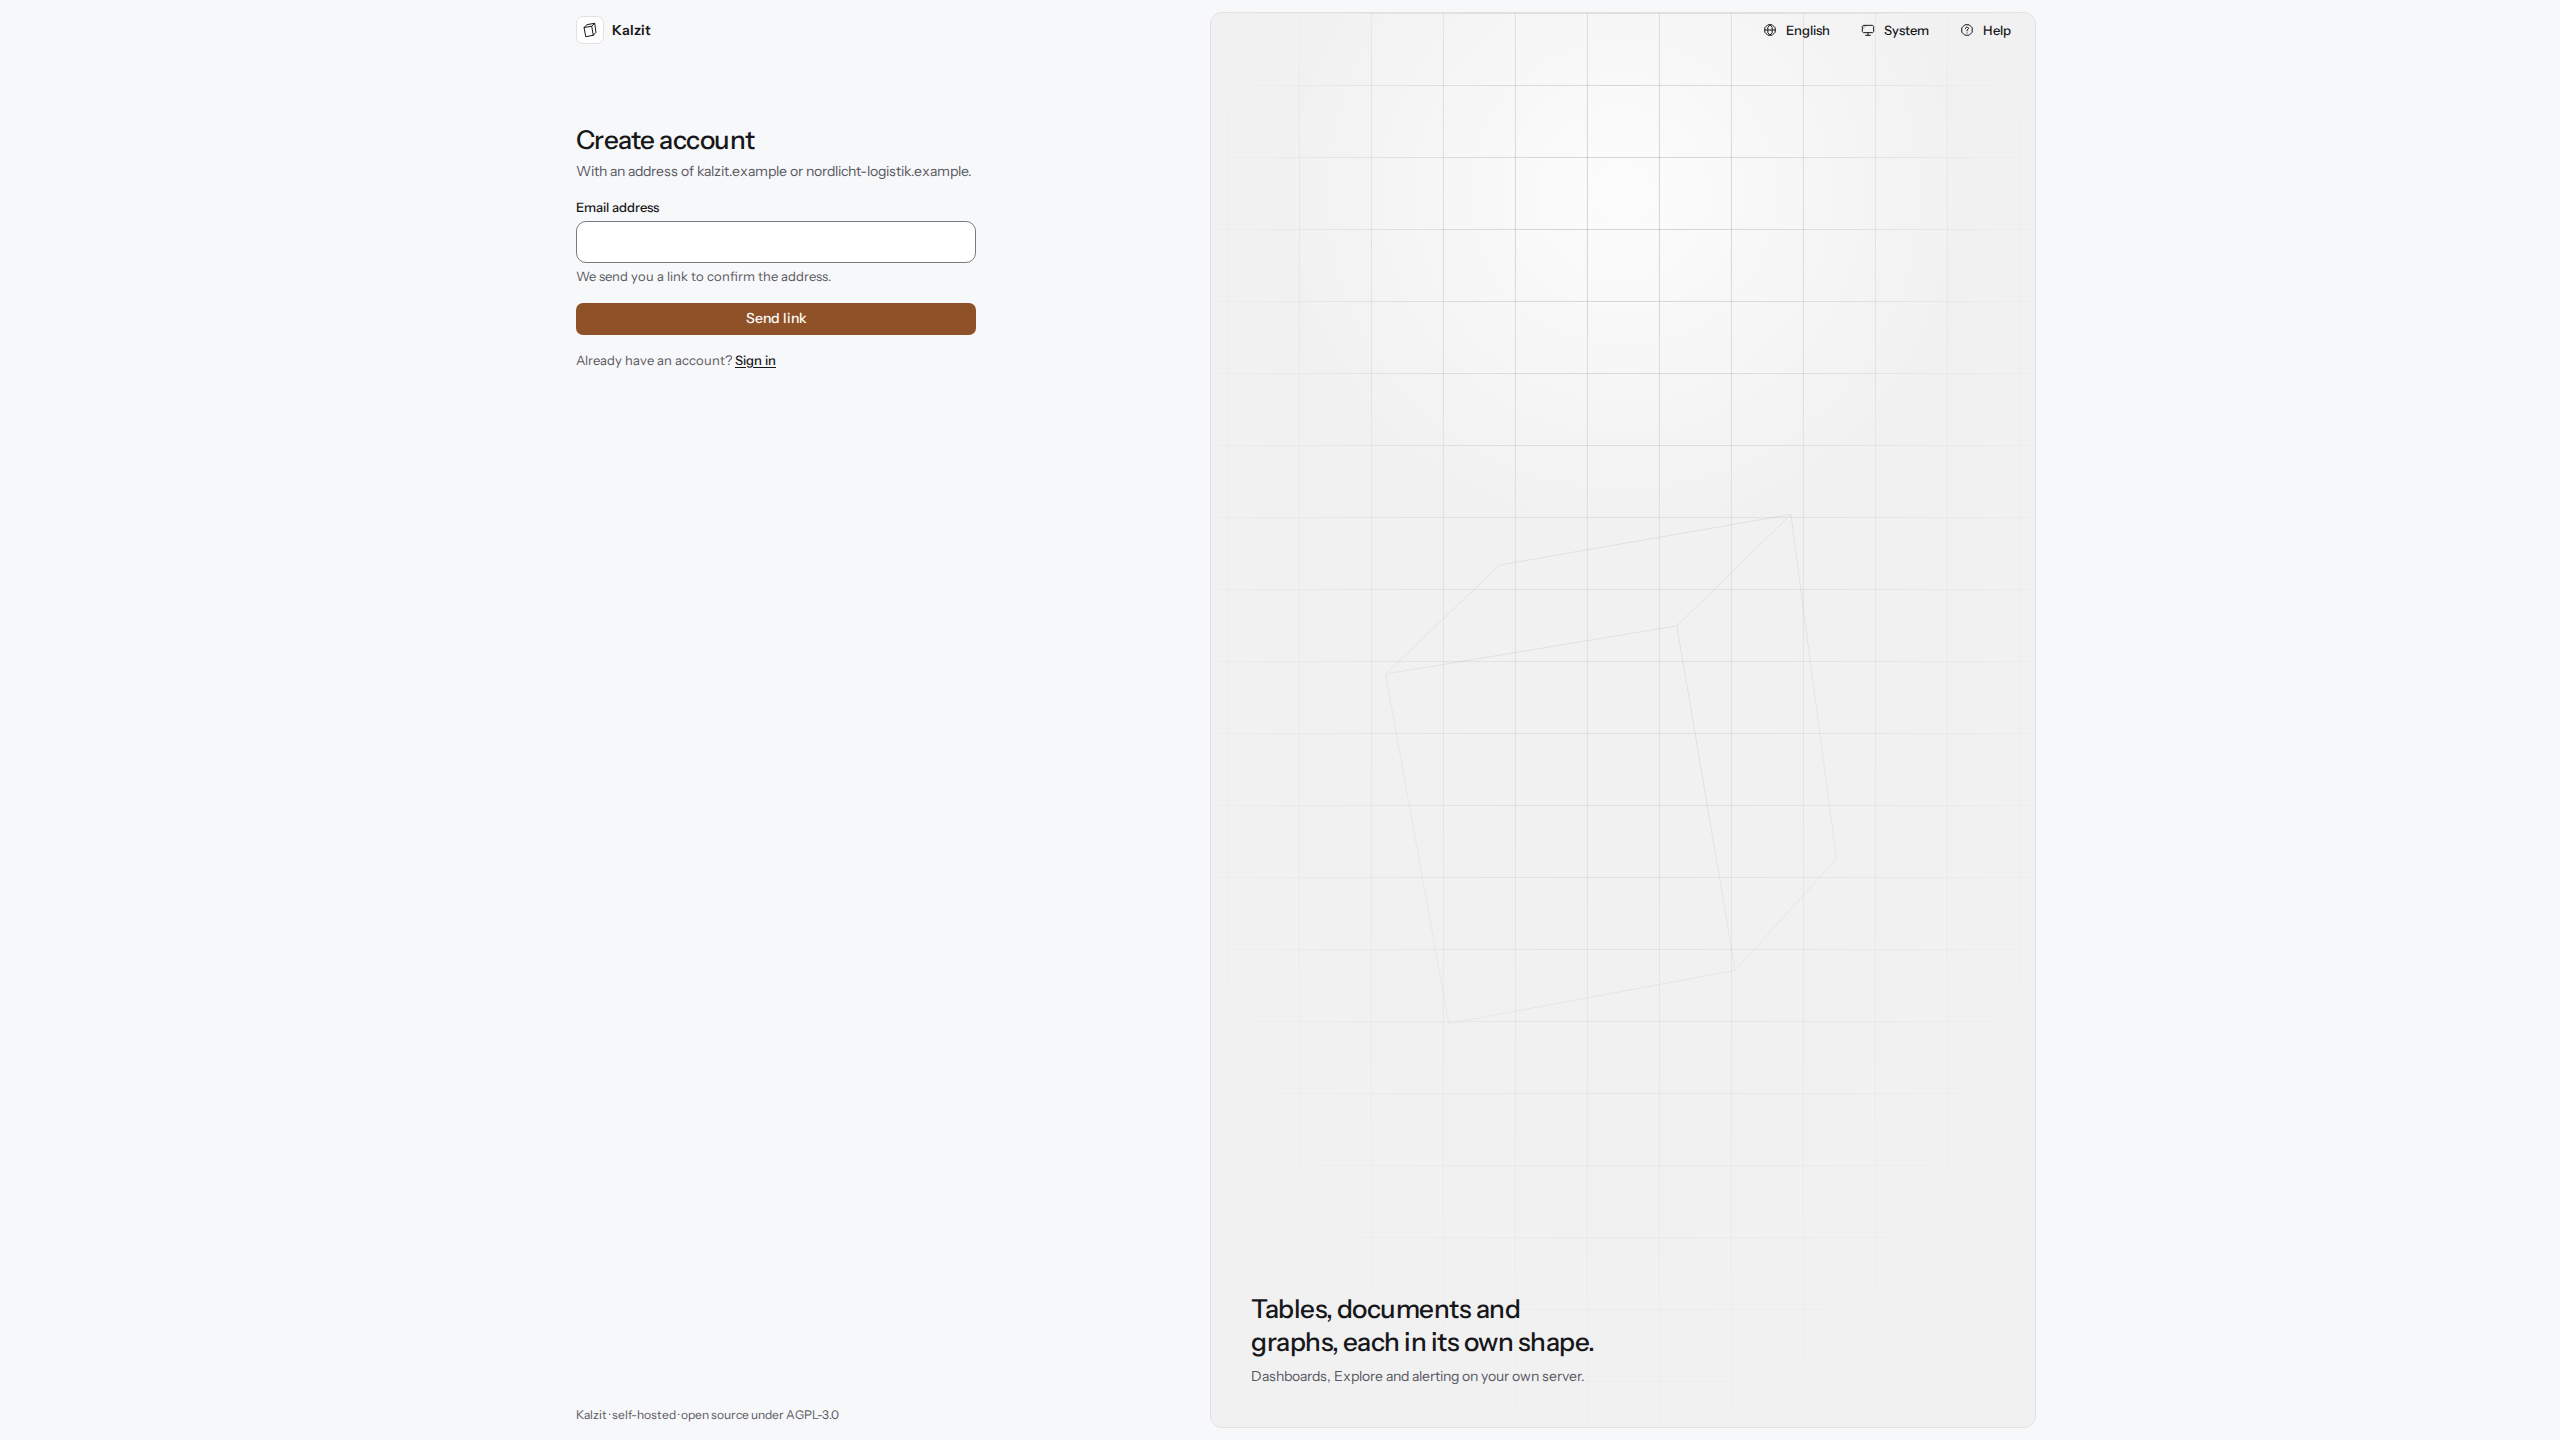 Kalzit
English
System
Help
Create account
With an address of kalzit.example or nordlicht-logistik.example.
Email address
We send you a link to confirm the address.
Send link
Already have an account? Sign in
Tables, documents and
graphs, each in its own shape.
Dashboards, Explore and alerting on your own server.
Kalzit · self-hosted · open source under AGPL-3.0